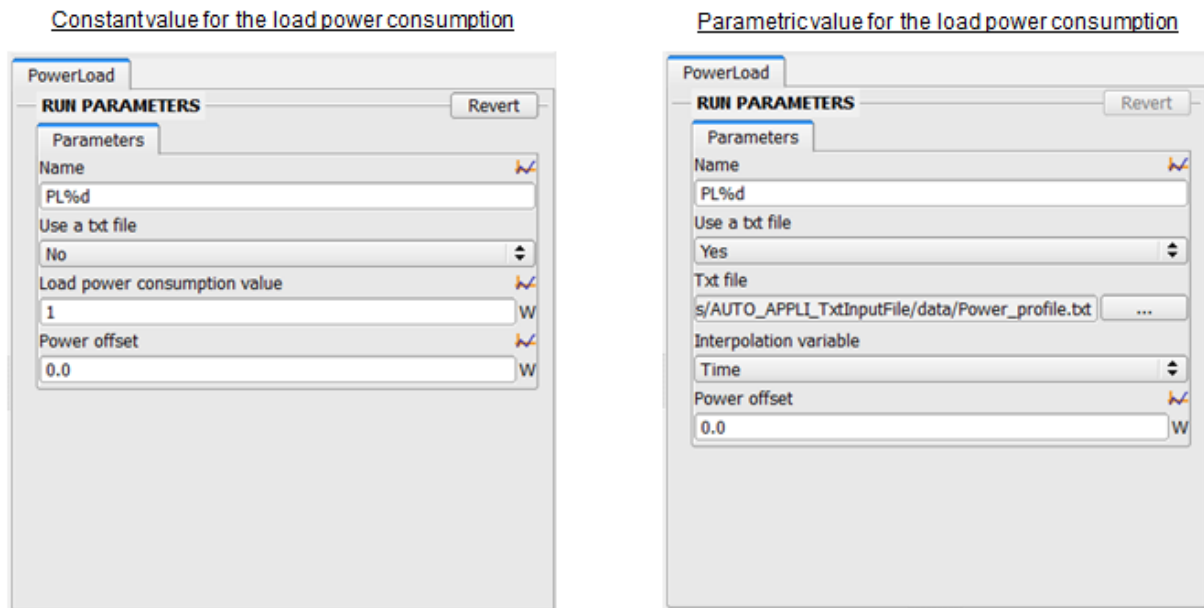 Constant value for the load power consumption
PowerLoad
RUN PARAMETERS
Revert
Parameters
Name
PL%d
Use a txt file
No
Load power consumption value
1 W
Power offset
0.0 W
Parametric value for the load power consumption
PowerLoad
RUN PARAMETERS
Revert
Parameters
Name
PL%d
Use a txt file
Yes
Txt file
s/AUTO_APPLI_TxtInputFile/data/Power_profile.txt ...
Interpolation variable
Time
Power offset
0.0 W